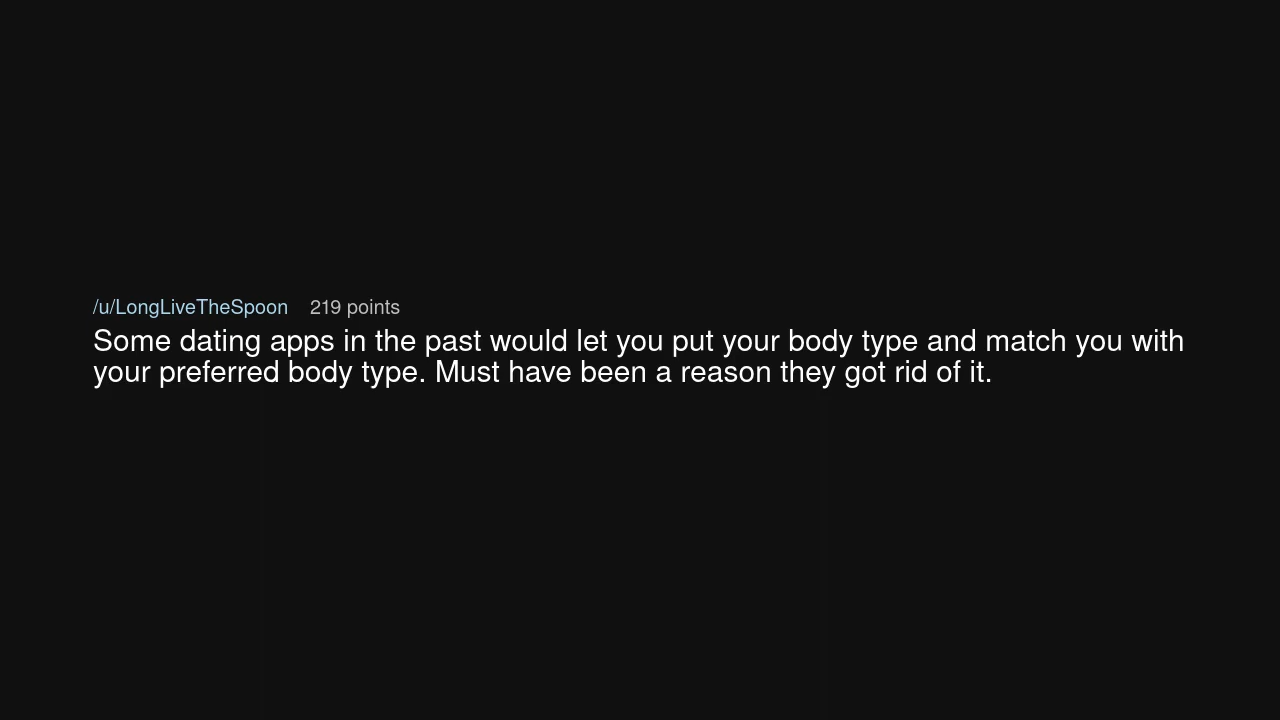 /u/LongLiveTheSpoon 219 points
Some dating apps in the past would let you put your body type and match you with
your preferred body type. Must have been a reason they got rid of it.